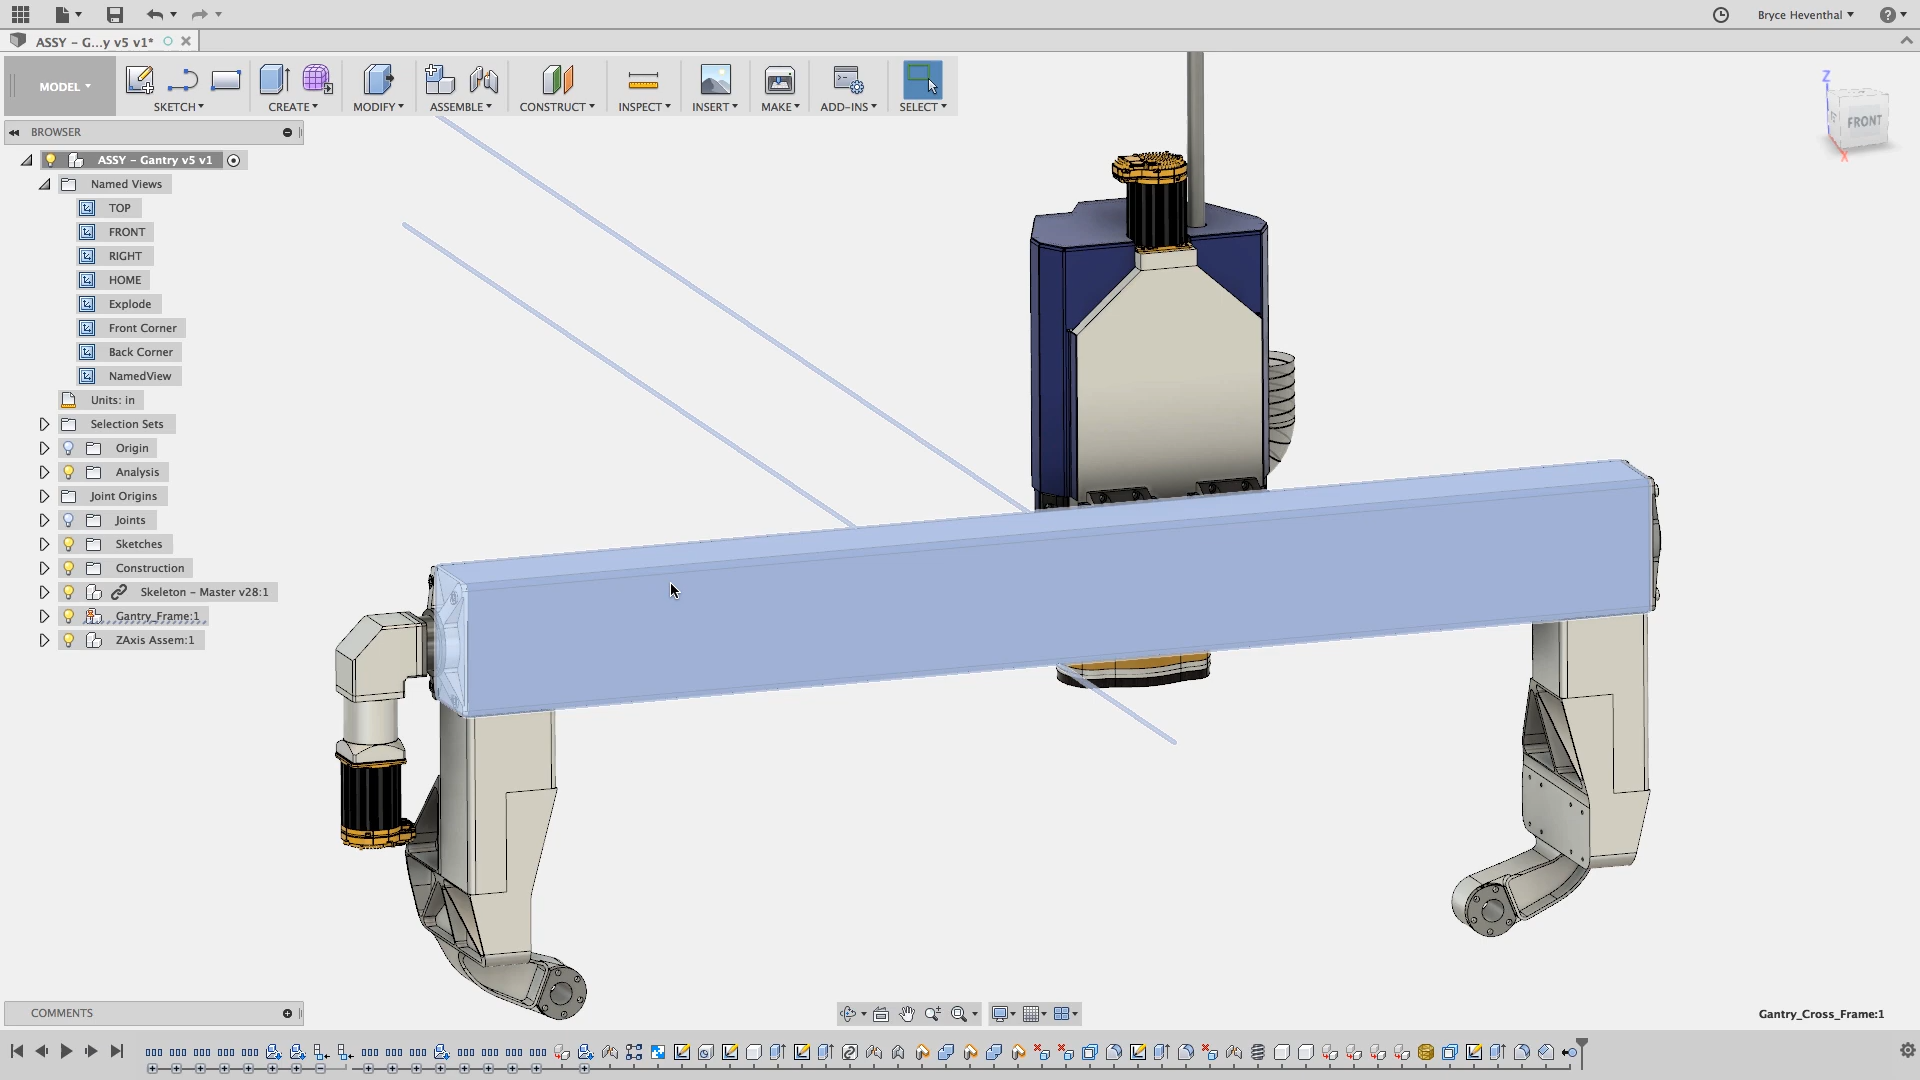 Bryce Heventhal
ASSY – G...y v5 v1*
MODEL
SKETCH
CREATE
MODIFY
ASSEMBLE
CONSTRUCT
INSPECT
INSERT
MAKE
ADD-INS
SELECT
Z
FRONT
X
BROWSER
ASSY – Gantry v5 v1
Named Views
TOP
FRONT
RIGHT
HOME
Explode
Front Corner
Back Corner
NamedView
Units: in
Selection Sets
Origin
Analysis
Joint Origins
Joints
Sketches
Construction
Skeleton – Master v28:1
Gantry_Frame:1
ZAxis Assem:1
COMMENTS
Gantry_Cross_Frame:1